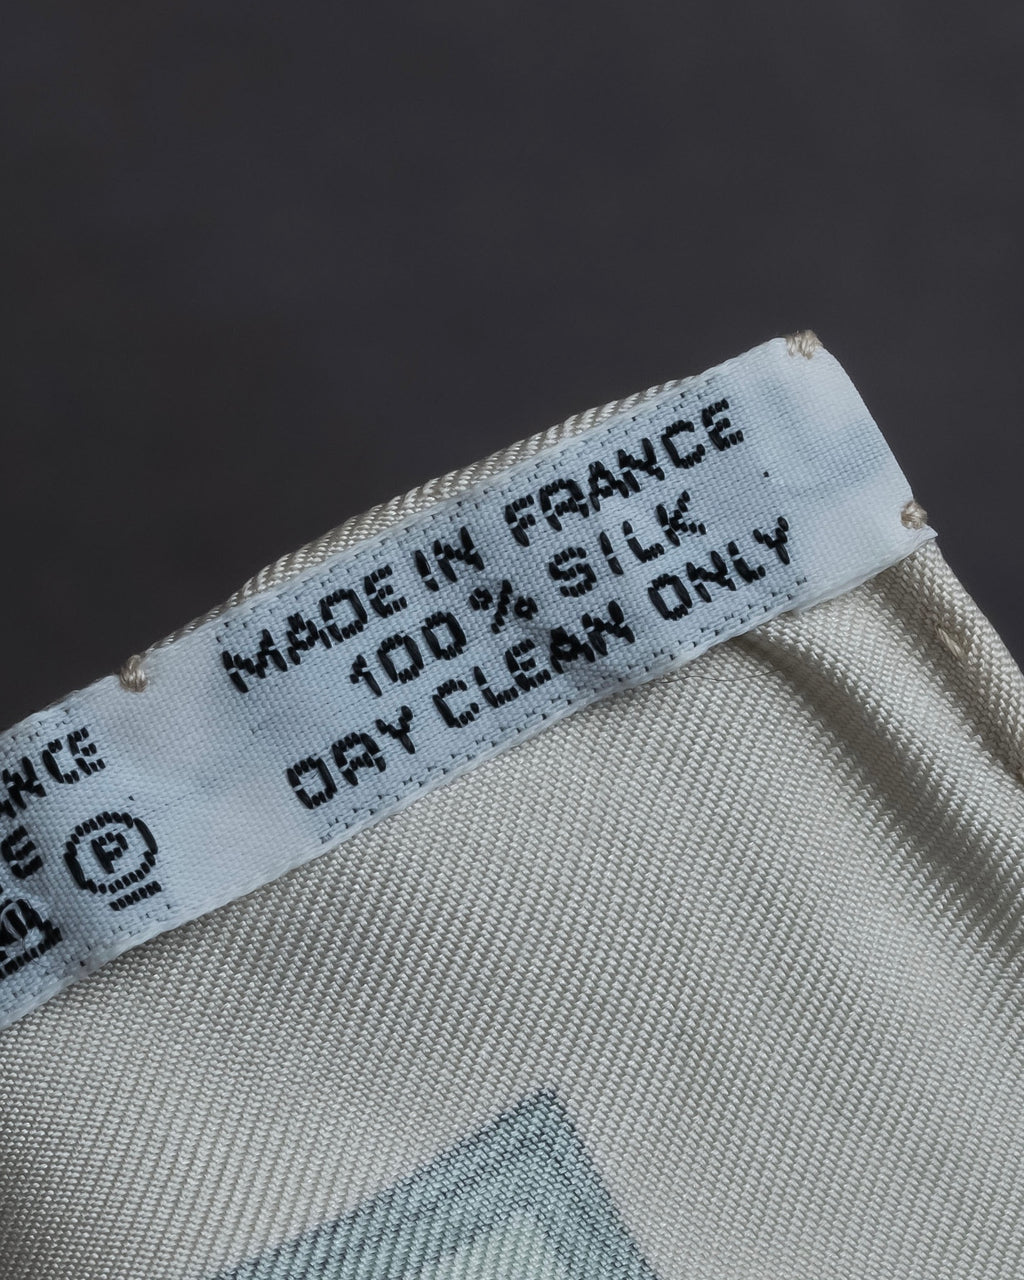 MADE IN FRANCE
100% SILK
DRY CLEAN ONLY
P